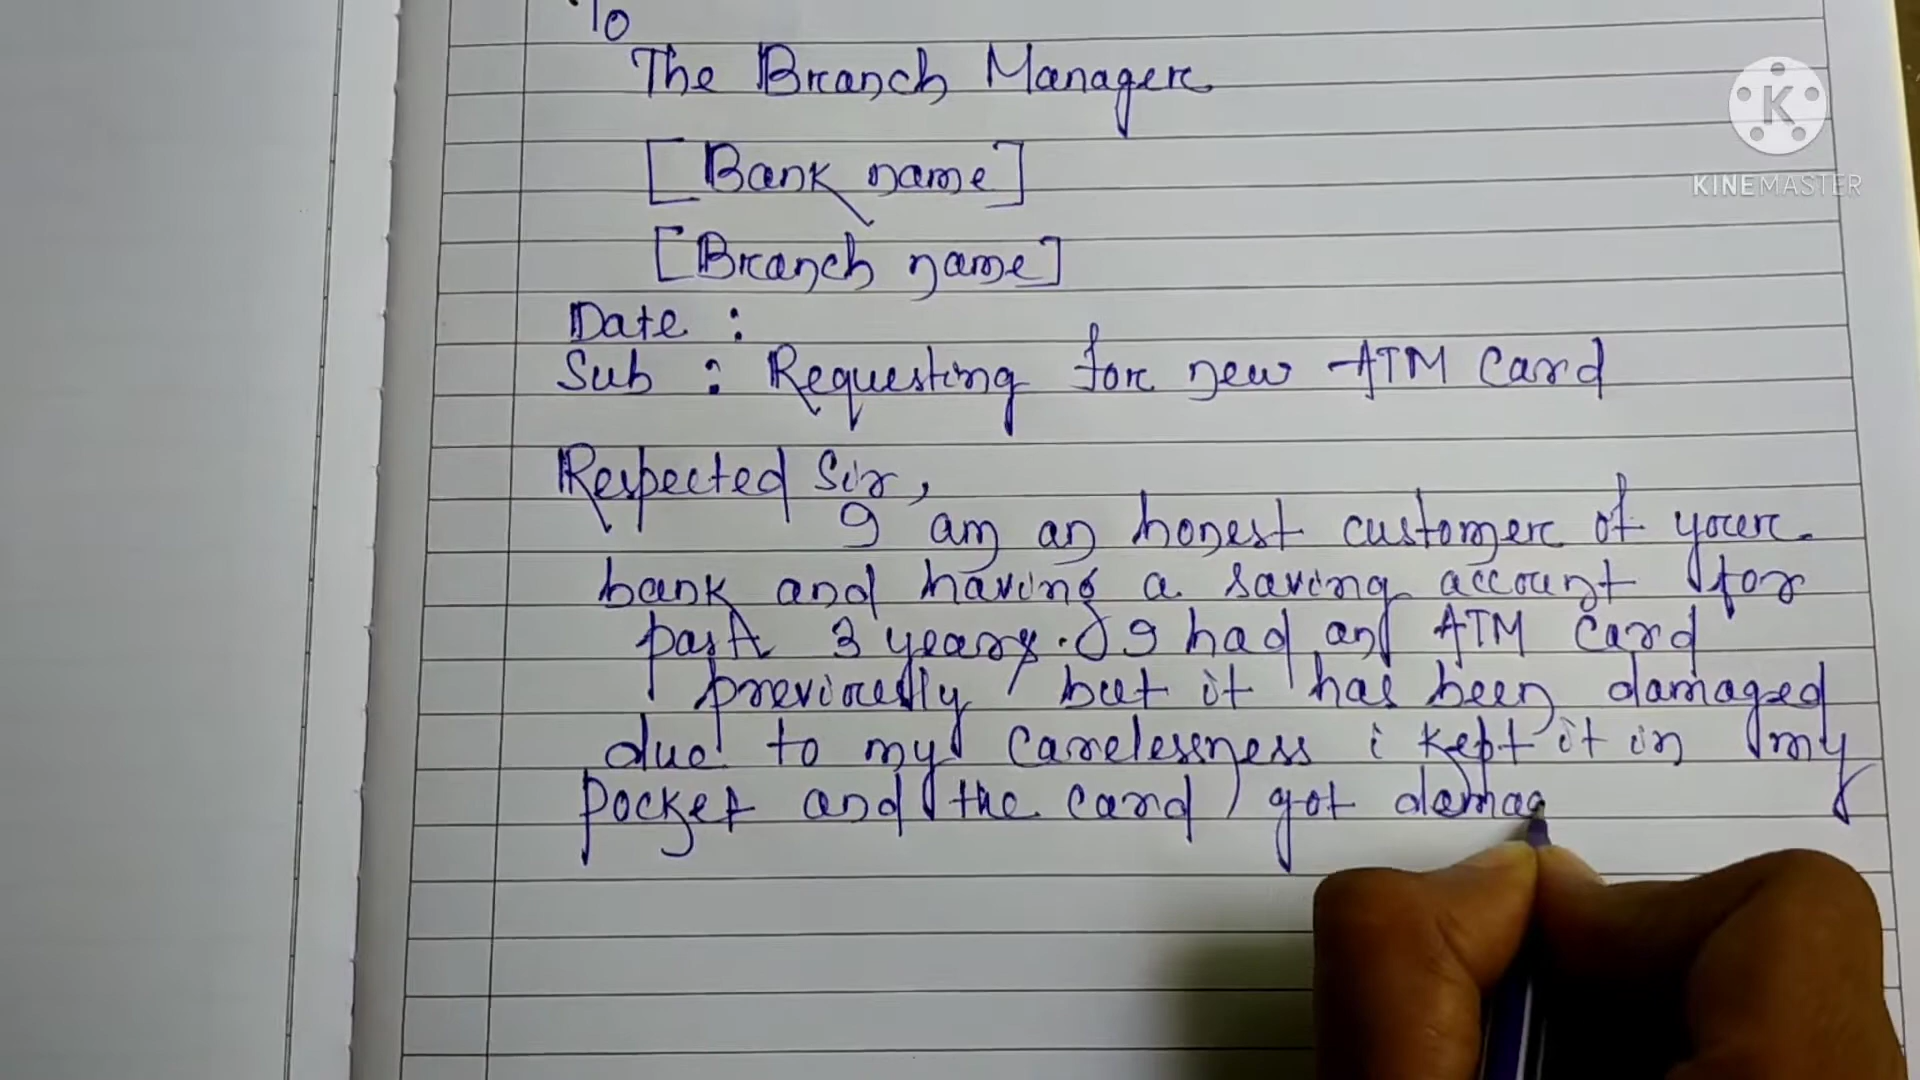 To
The Branch Manager
[Bank name]
[Branch name]
Date :
Sub : Requesting for new ATM Card
Respected Sir,
I am an honest customer of your
bank and having a saving account for
past 3 years. I had an ATM Card
previously but it has been damaged
due to my carelessness i kept it in my
Pocket and the card got damag
K
KINEMASTER